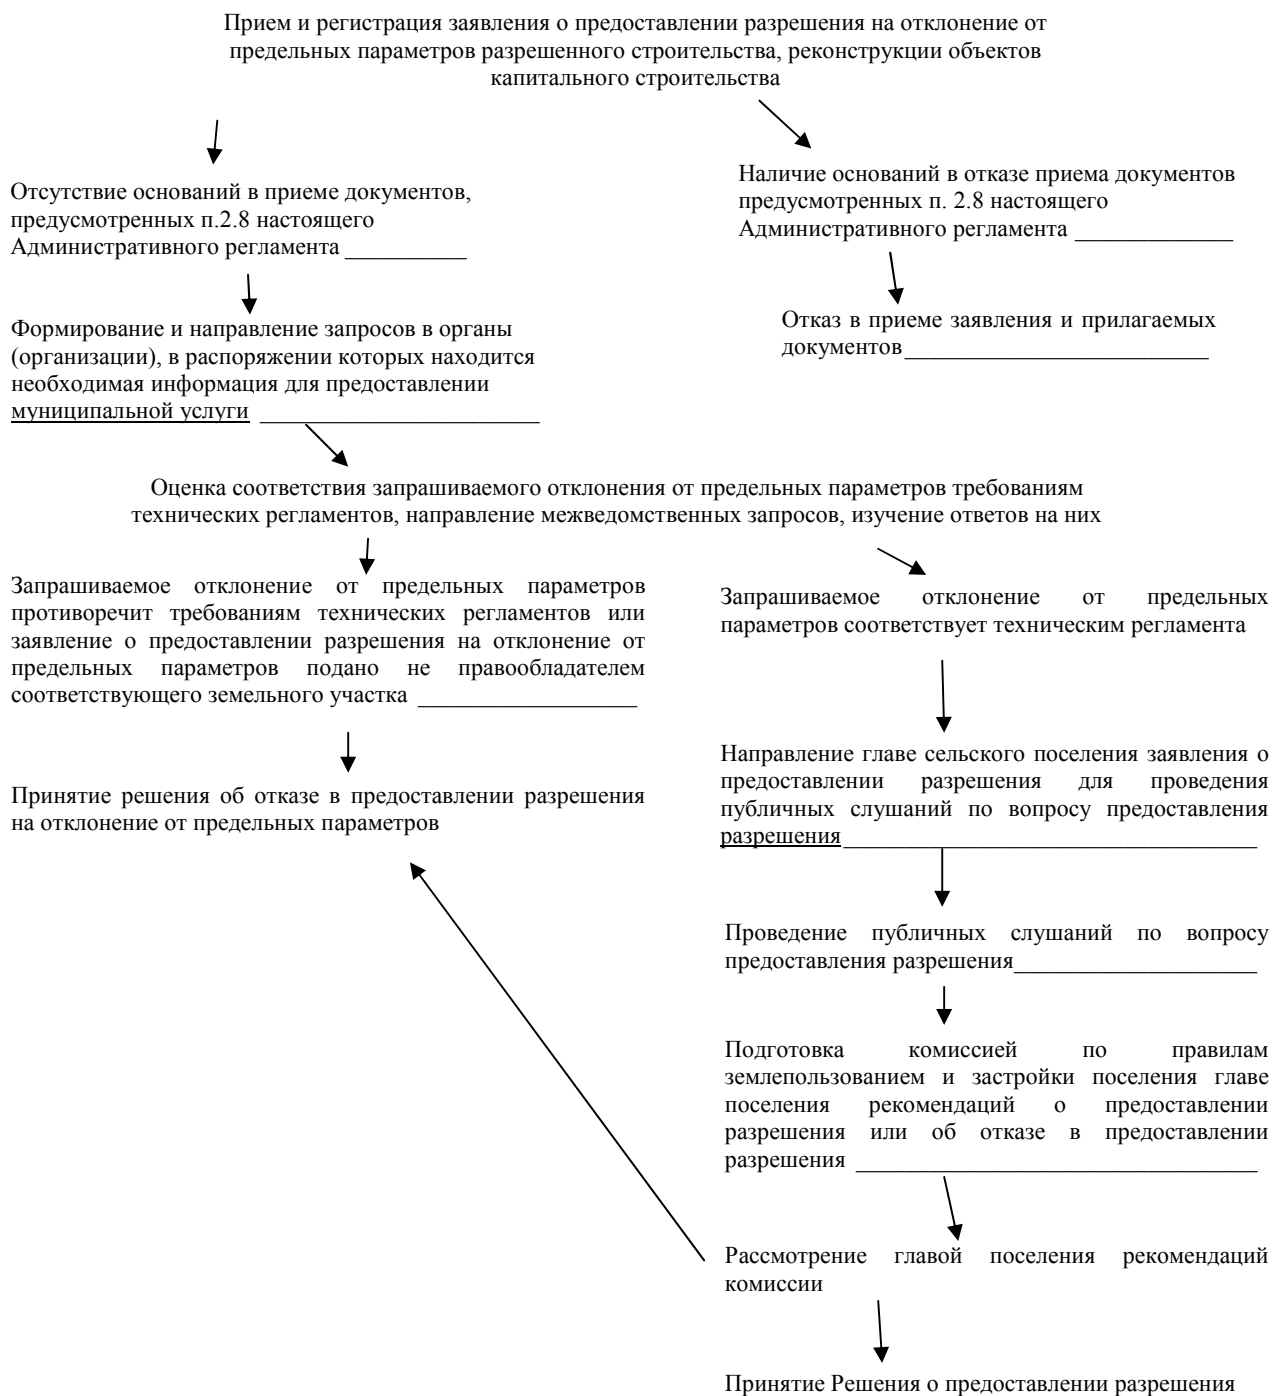 Прием и регистрация заявления о предоставлении разрешения на отклонение от
предельных параметров разрешенного строительства, реконструкции объектов
капитального строительства
Отсутствие оснований в приеме документов,
предусмотренных п.2.8 настоящего
Административного регламента __________
Наличие оснований в отказе приема документов
предусмотренных п. 2.8 настоящего
Административного регламента _____________
Формирование и направление запросов в органы
(организации), в распоряжении которых находится
необходимая информация для предоставлении
муниципальной услуги _______________________
Отказ в приеме заявления и прилагаемых
документов_________________________
Оценка соответствия запрашиваемого отклонения от предельных параметров требованиям
технических регламентов, направление межведомственных запросов, изучение ответов на них
Запрашиваемое отклонение от предельных параметров
противоречит требованиям технических регламентов или
заявление о предоставлении разрешения на отклонение от
предельных параметров подано не правообладателем
соответствующего земельного участка __________________
Запрашиваемое отклонение от предельных
параметров соответствует техническим регламента
Принятие решения об отказе в предоставлении разрешения
на отклонение от предельных параметров
Направление главе сельского поселения заявления о
предоставлении разрешения для проведения
публичных слушаний по вопросу предоставления
разрешения__________________________________
Проведение публичных слушаний по вопросу
предоставления разрешения____________________
Подготовка комиссией по правилам
землепользованием и застройки поселения главе
поселения рекомендаций о предоставлении
разрешения или об отказе в предоставлении
разрешения _________________________________
Рассмотрение главой поселения рекомендаций
комиссии
Принятие Решения о предоставлении разрешения